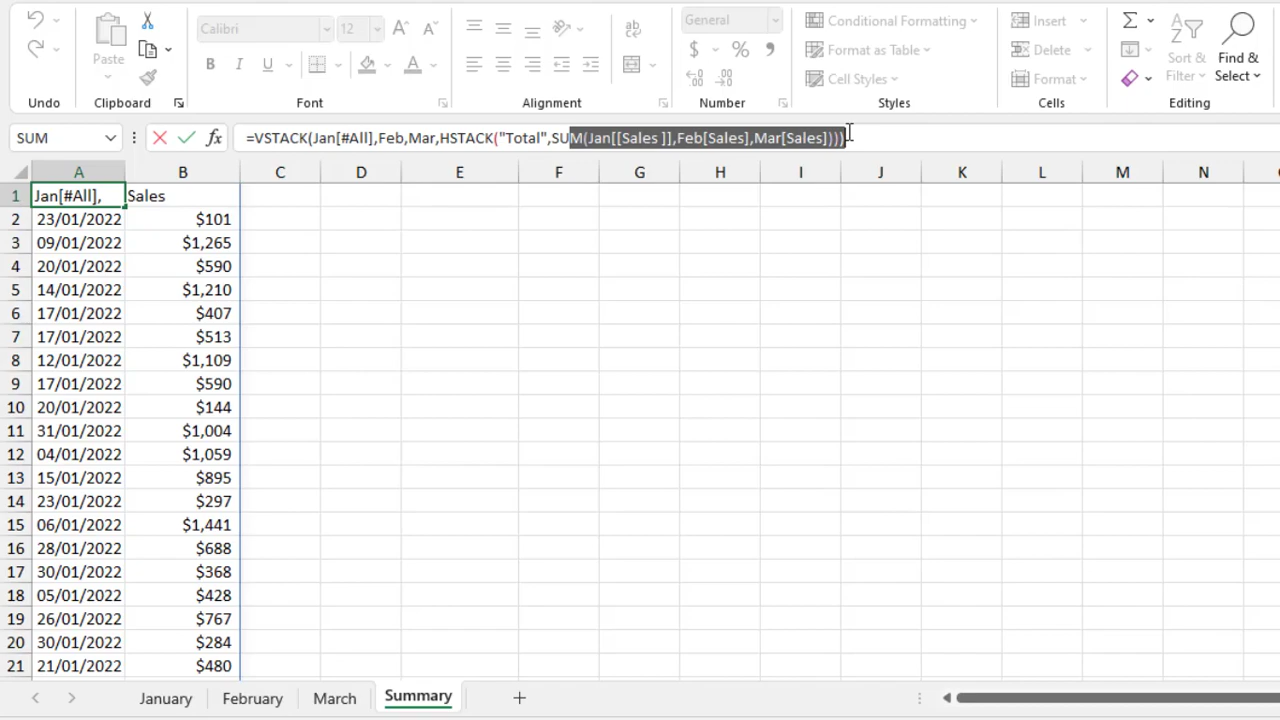 Calibri 12 General Conditional Formatting Insert
Paste $ % Format as Table Delete Sort & Filter Find & Select
Cell Styles Format
Undo Clipboard Font Alignment Number Styles Cells Editing
SUM fx =VSTACK(Jan[#All],Feb,Mar,HSTACK("Total",SUM(Jan[[Sales ]],Feb[Sales],Mar[Sales])))
A B C D E F G H I J K L M N
1 Jan[#All], Sales
2 23/01/2022 $101
3 09/01/2022 $1,265
4 20/01/2022 $590
5 14/01/2022 $1,210
6 17/01/2022 $407
7 17/01/2022 $513
8 12/01/2022 $1,109
9 17/01/2022 $590
10 20/01/2022 $144
11 31/01/2022 $1,004
12 04/01/2022 $1,059
13 15/01/2022 $895
14 23/01/2022 $297
15 06/01/2022 $1,441
16 28/01/2022 $688
17 30/01/2022 $368
18 05/01/2022 $428
19 26/01/2022 $767
20 30/01/2022 $284
21 21/01/2022 $480
January February March Summary